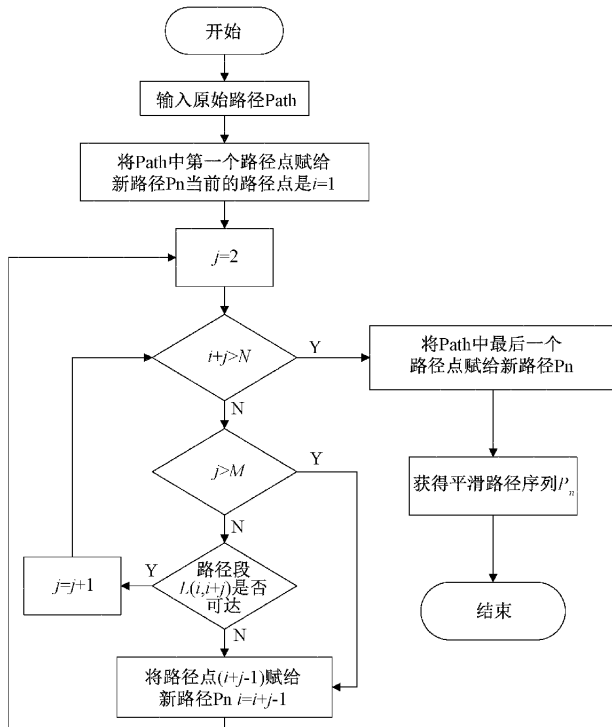 开始
输入原始路径Path
将Path中第一个路径点赋给
新路径Pn当前的路径点是i=1
j=2
i+j>N
Y
将Path中最后一个
路径点赋给新路径Pn
N
j>M
Y
获得平滑路径序列Pn
N
j=j+1
Y
路径段
L(i,i+j)是否
可达
结束
N
将路径点(i+j-1)赋给
新路径Pn i=i+j-1